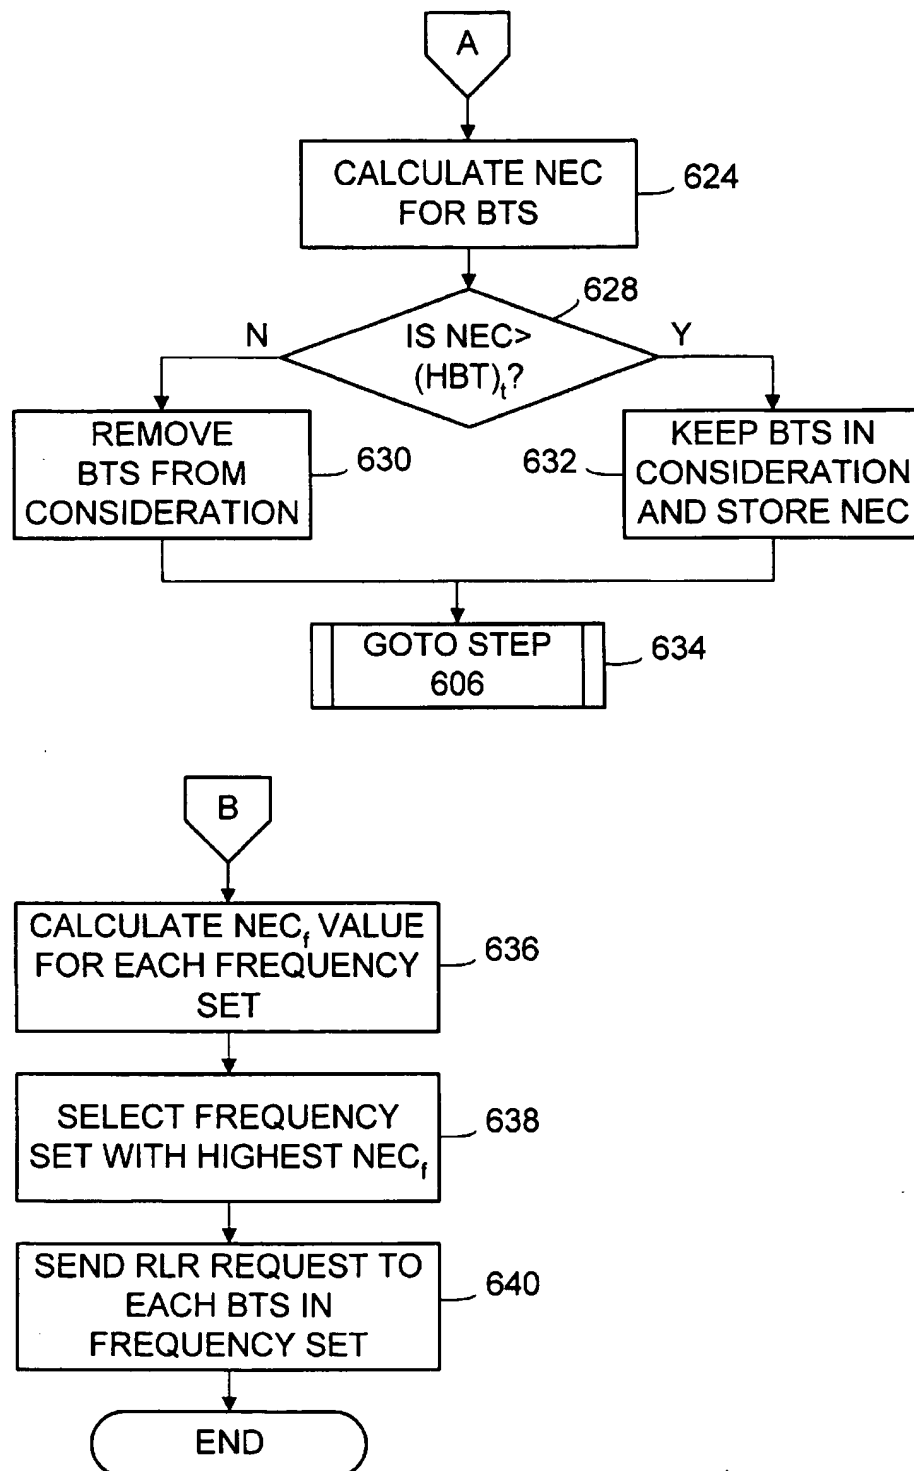 A
CALCULATE NEC
FOR BTS
624
628
IS NEC>
(HBT)t?
N
Y
REMOVE
BTS FROM
CONSIDERATION
630
632
KEEP BTS IN
CONSIDERATION
AND STORE NEC
GOTO STEP
606
634
B
CALCULATE NECf VALUE
FOR EACH FREQUENCY
SET
636
SELECT FREQUENCY
SET WITH HIGHEST NECf
638
SEND RLR REQUEST TO
EACH BTS IN
FREQUENCY SET
640
END